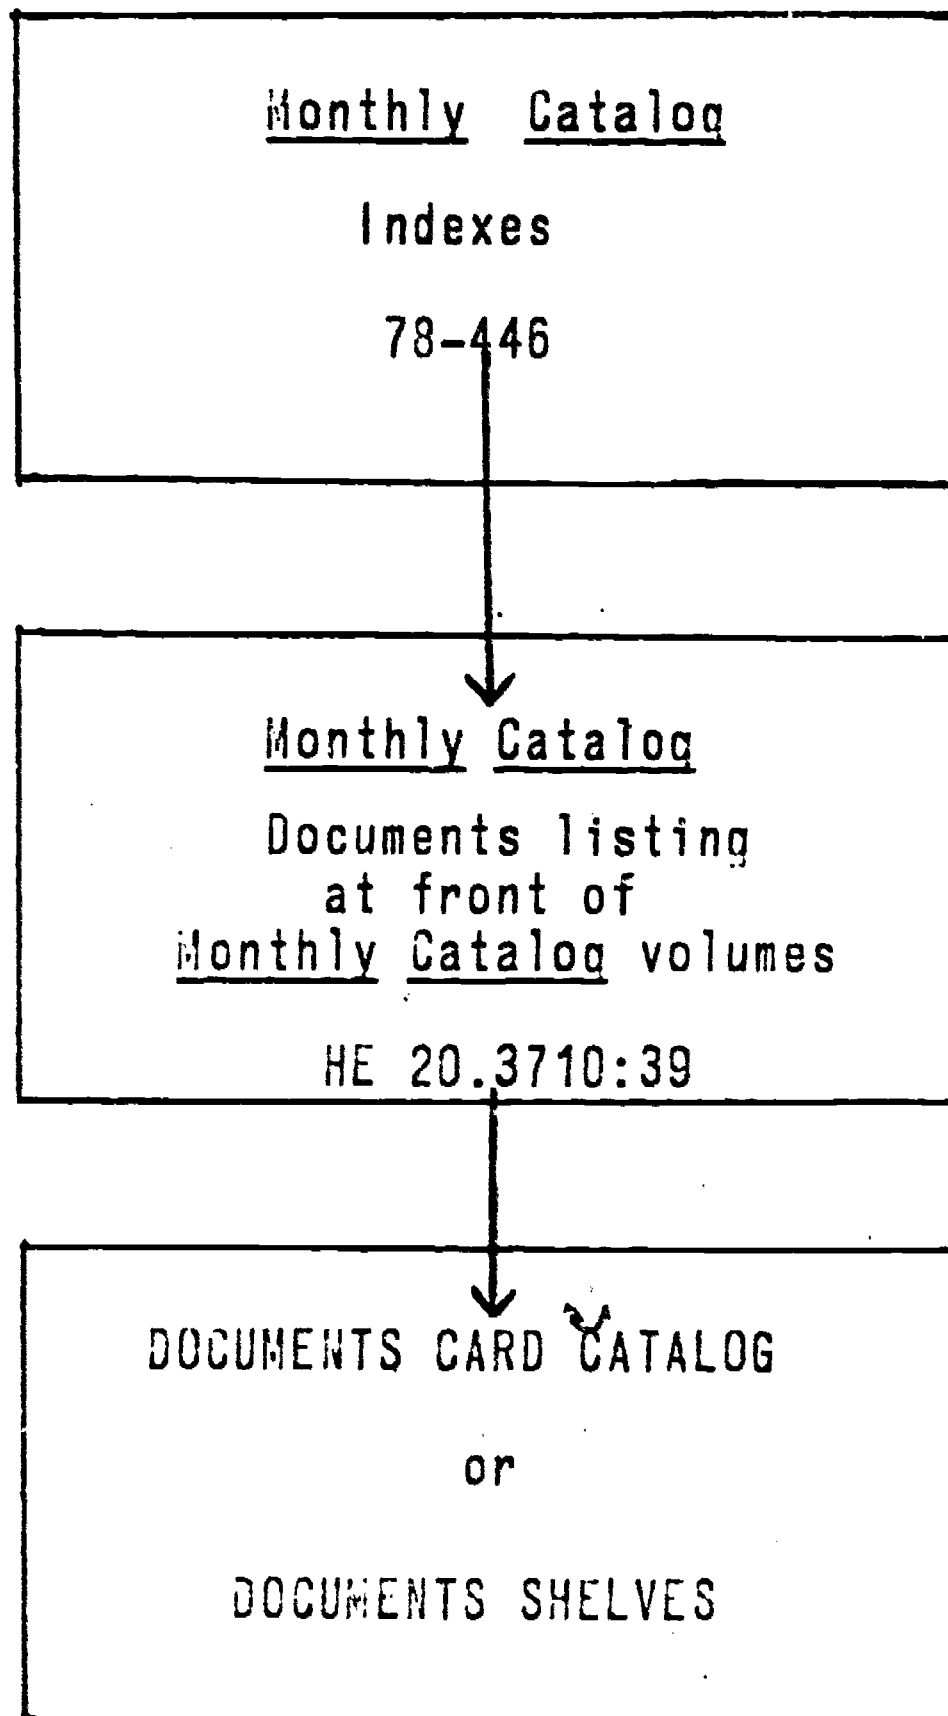 Monthly Catalog
Indexes
78-446
Monthly Catalog
Documents listing
at front of
Monthly Catalog volumes
HE 20.3710:39
DOCUMENTS CARD CATALOG
or
DOCUMENTS SHELVES